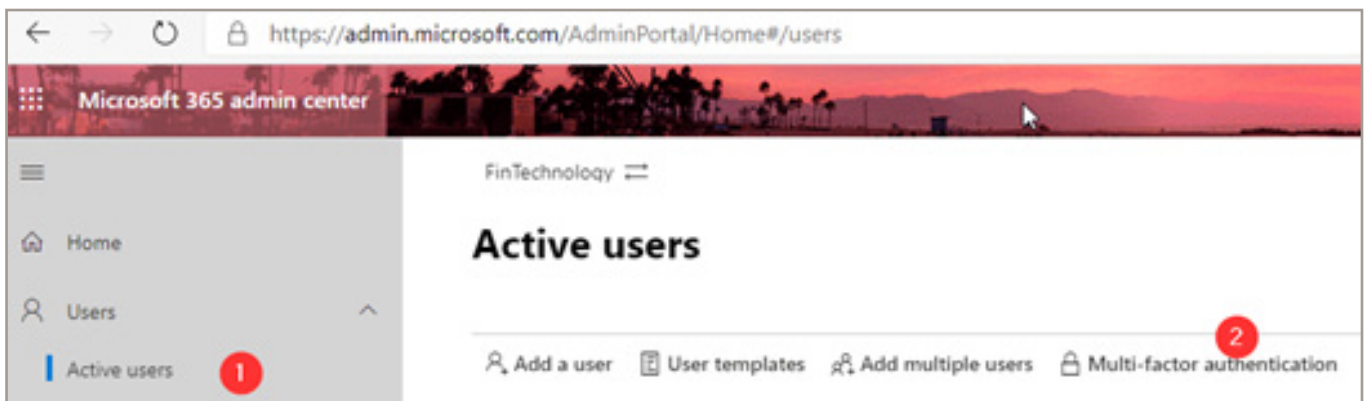 https://admin.microsoft.com/AdminPortal/Home#/users
Microsoft 365 admin center
FinTechnology
Home
Active users
Users
Active users 1
2
Add a user User templates Add multiple users Multi-factor authentication